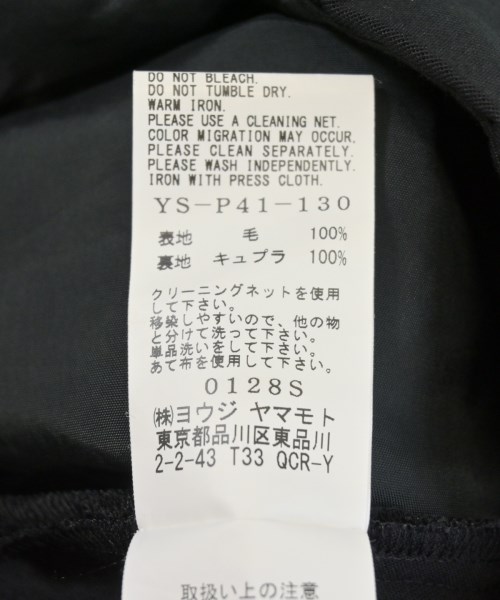 DO NOT BLEACH.
DO NOT TUMBLE DRY.
WARM IRON.
PLEASE USE A CLEANING NET.
COLOR MIGRATION MAY OCCUR.
PLEASE CLEAN SEPARATELY.
PLEASE WASH INDEPENDENTLY.
IRON WITH PRESS CLOTH.
YS-P41-130
表地 毛 100%
裏地 キュプラ 100%
クリーニングネットを使用
して下さい。
移染しやすいので、他の物
と分けて洗って下さい。
単品洗いをして下さい。
あて布を使用して下さい。
0128S
㈱ヨウジ ヤマモト
東京都品川区東品川
2-2-43 T33 QCR-Y
取扱い上の注意